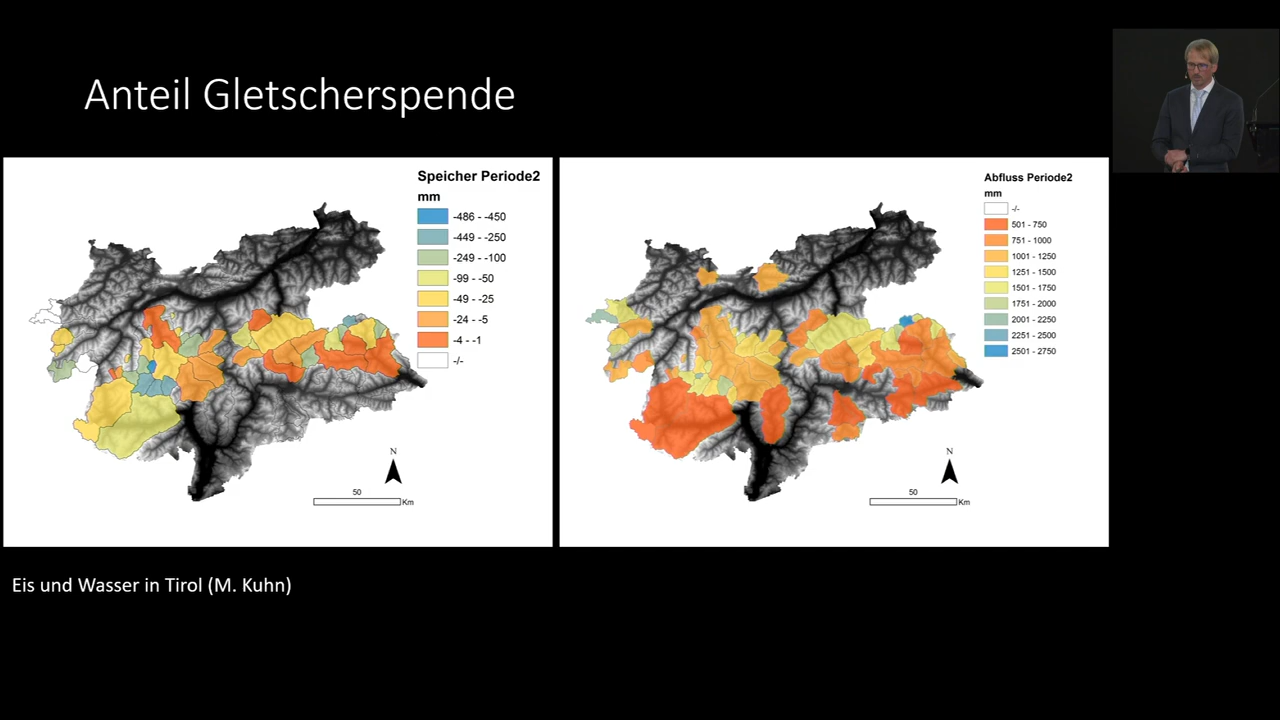 Anteil Gletscherspende
Speicher Periode2
mm
-486 - -450
-449 - -250
-249 - -100
-99 - -50
-49 - -25
-24 - -5
-4 - -1
-/-
N
50
Km
Abfluss Periode2
mm
-/-
501 - 750
751 - 1000
1001 - 1250
1251 - 1500
1501 - 1750
1751 - 2000
2001 - 2250
2251 - 2500
2501 - 2750
N
50
Km
Eis und Wasser in Tirol (M. Kuhn)